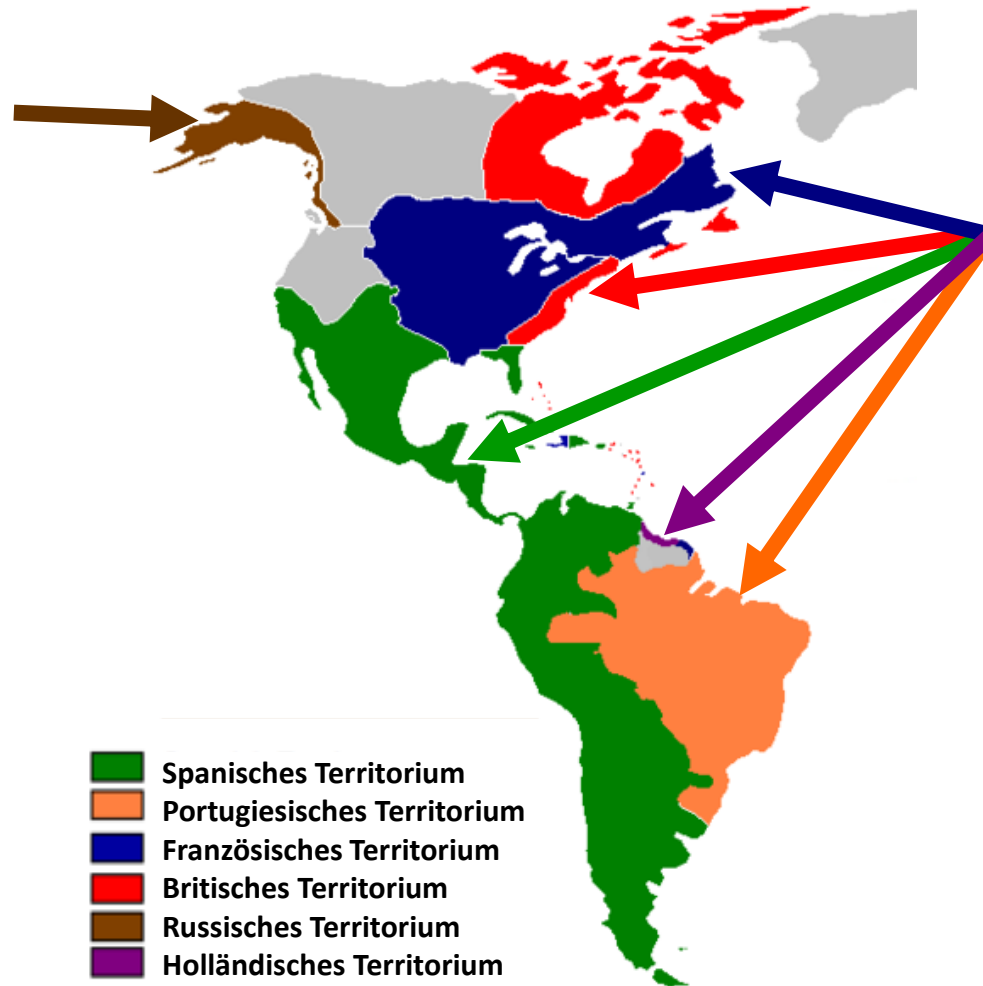 Spanisches Territorium
Portugiesisches Territorium
Französisches Territorium
Britisches Territorium
Russisches Territorium
Holländisches Territorium